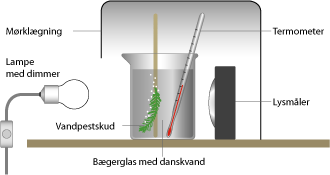 Mørklægning
Termometer
Lampe
med dimmer
Lysmåler
Vandpestskud
Bægerglas med danskvand